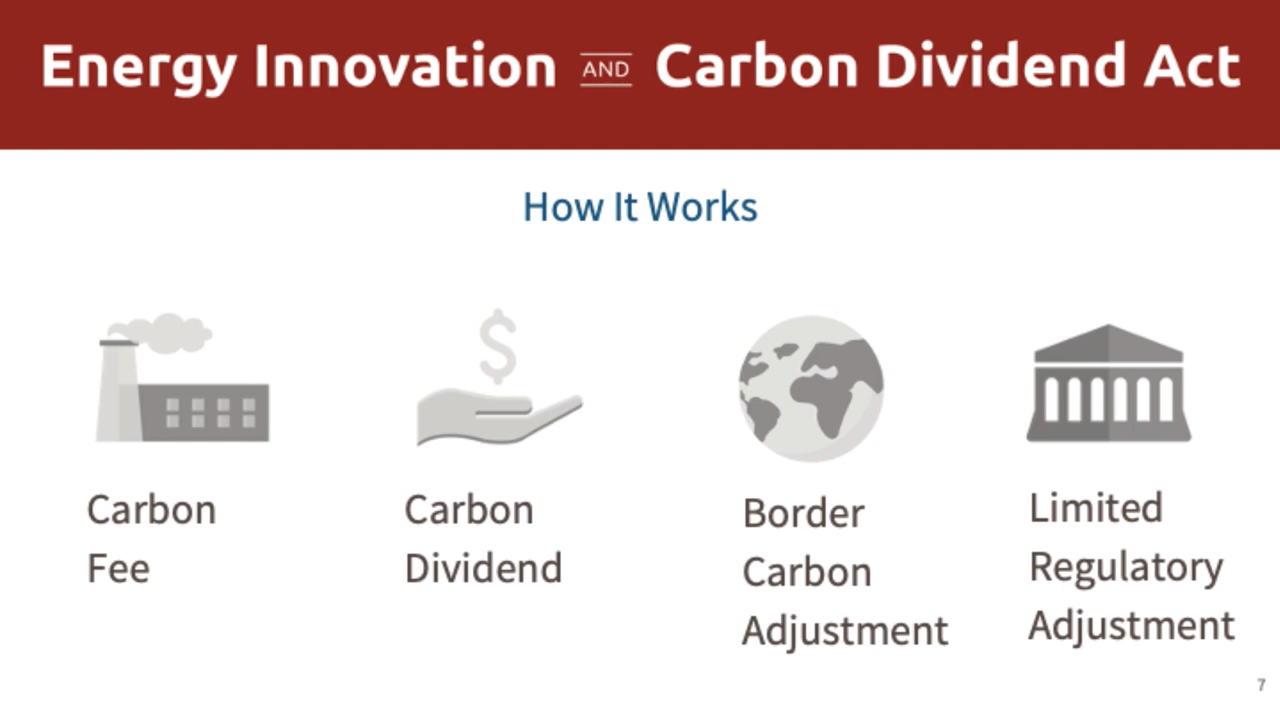 Energy Innovation AND Carbon Dividend Act
How It Works
Carbon
Fee
Carbon
Dividend
Border
Carbon
Adjustment
Limited
Regulatory
Adjustment
7